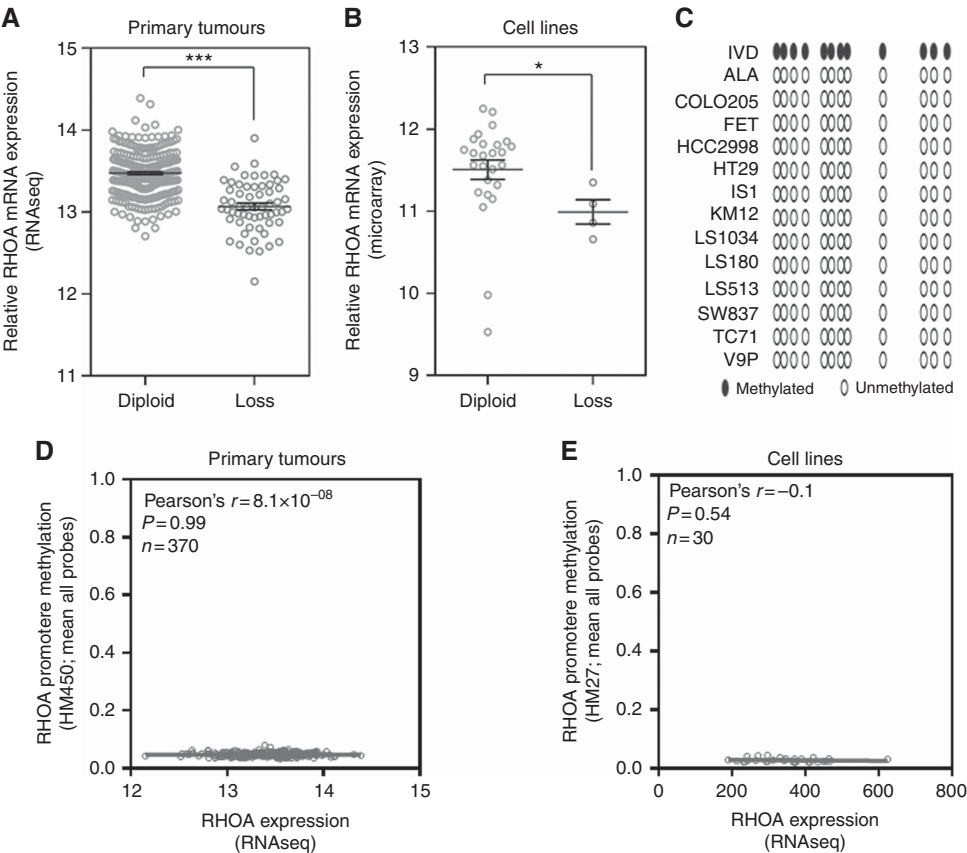 A
Primary tumours
Relative RHOA mRNA expression
(RNAseq)
15
14
13
12
11
***
Diploid
Loss
B
Cell lines
Relative RHOA mRNA expression
(microarray)
13
12
11
10
9
*
Diploid
Loss
C
IVD
ALA
COLO205
FET
HCC2998
HT29
IS1
KM12
LS1034
LS180
LS513
SW837
TC71
V9P
Methylated
Unmethylated
D
Primary tumours
RHOA promotere methylation
(HM450; mean all probes)
1.0
0.8
0.6
0.4
0.2
0.0
Pearson's r=8.1×10–08
P=0.99
n=370
12
13
14
15
RHOA expression
(RNAseq)
E
Cell lines
RHOA promotere methylation
(HM27; mean all probes)
1.0
0.8
0.6
0.4
0.2
0.0
Pearson's r=–0.1
P=0.54
n=30
0
200
400
600
800
RHOA expression
(RNAseq)